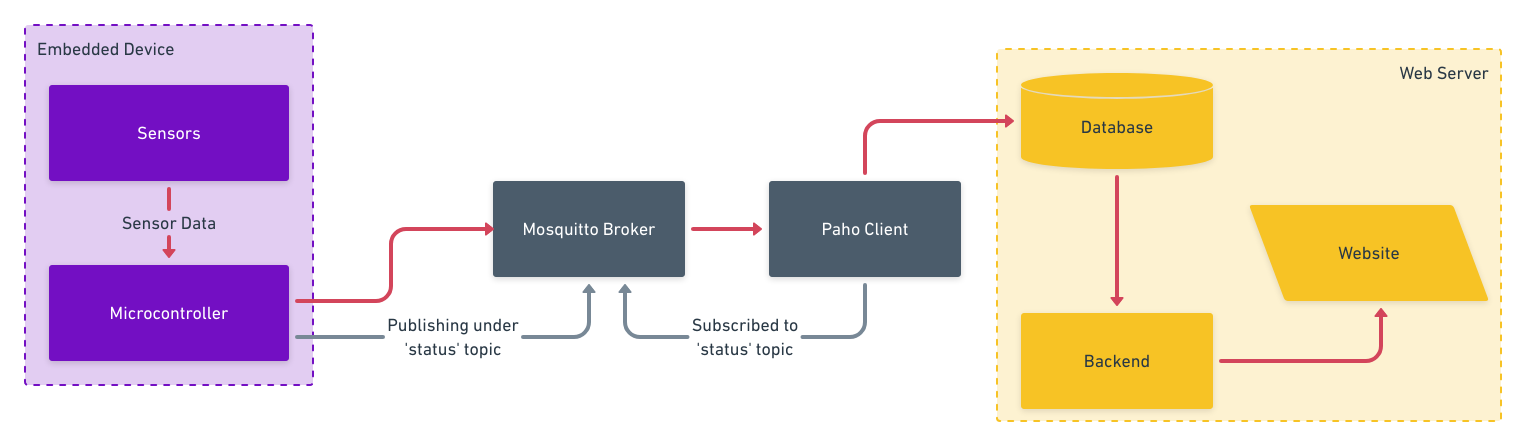 Embedded Device
Sensors
Sensor Data
Microcontroller
Publishing under
'status' topic
Mosquitto Broker
Subscribed to
'status' topic
Paho Client
Web Server
Database
Website
Backend